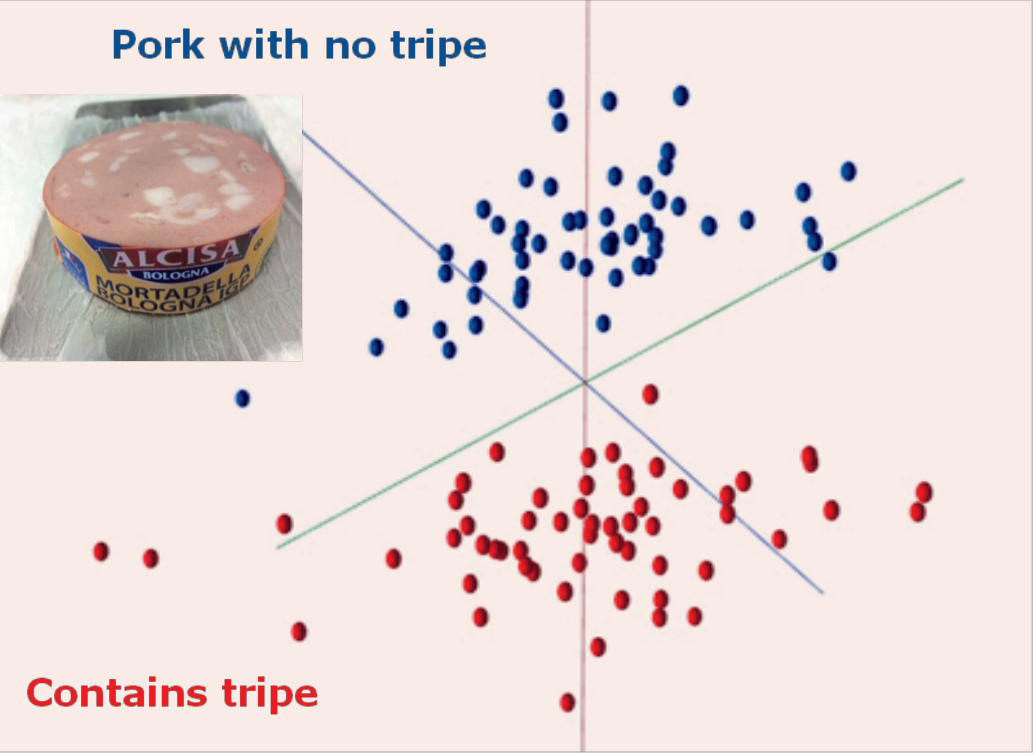 Pork with no tripe
ALCISA
BOLOGNA
MORTADELLA
BOLOGNA IGP
Contains tripe